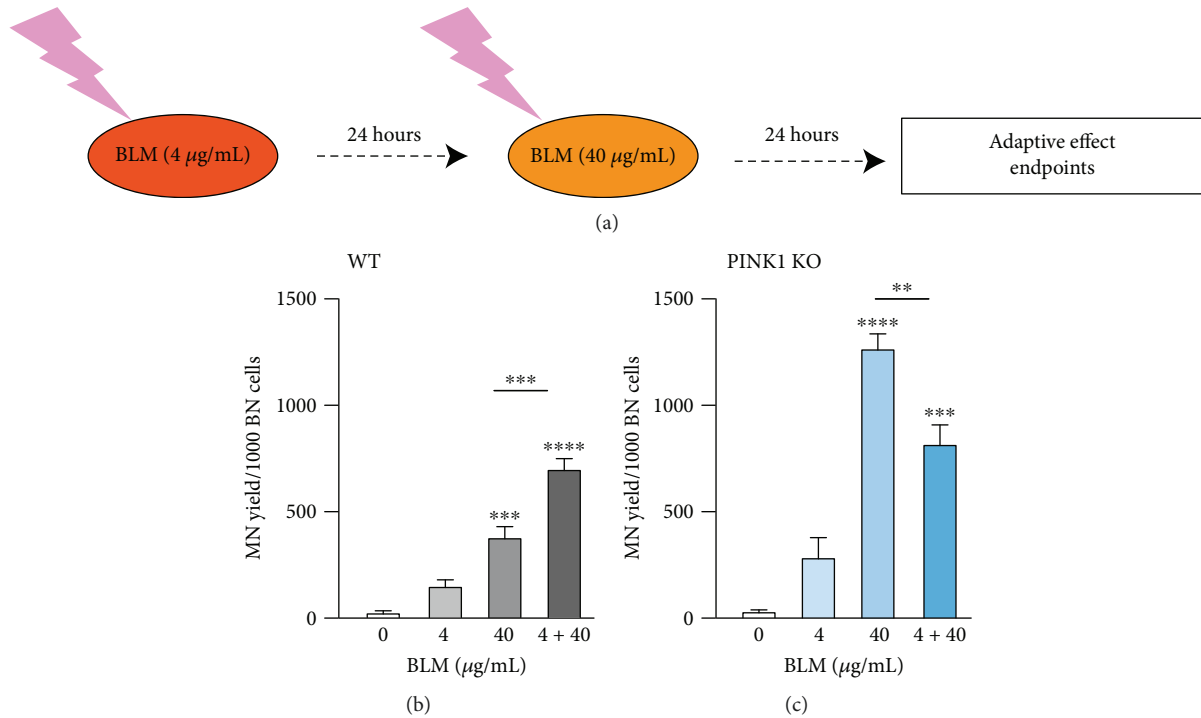 BLM (4 μg/mL)
24 hours
BLM (40 μg/mL)
24 hours
Adaptive effect
endpoints
(a)
WT
MN yield/1000 BN cells
1500
1000
500
0
***
***
****
0 4 40 4 + 40
BLM (μg/mL)
(b)
PINK1 KO
MN yield/1000 BN cells
1500
1000
500
0
**
****
***
0 4 40 4 + 40
BLM (μg/mL)
(c)